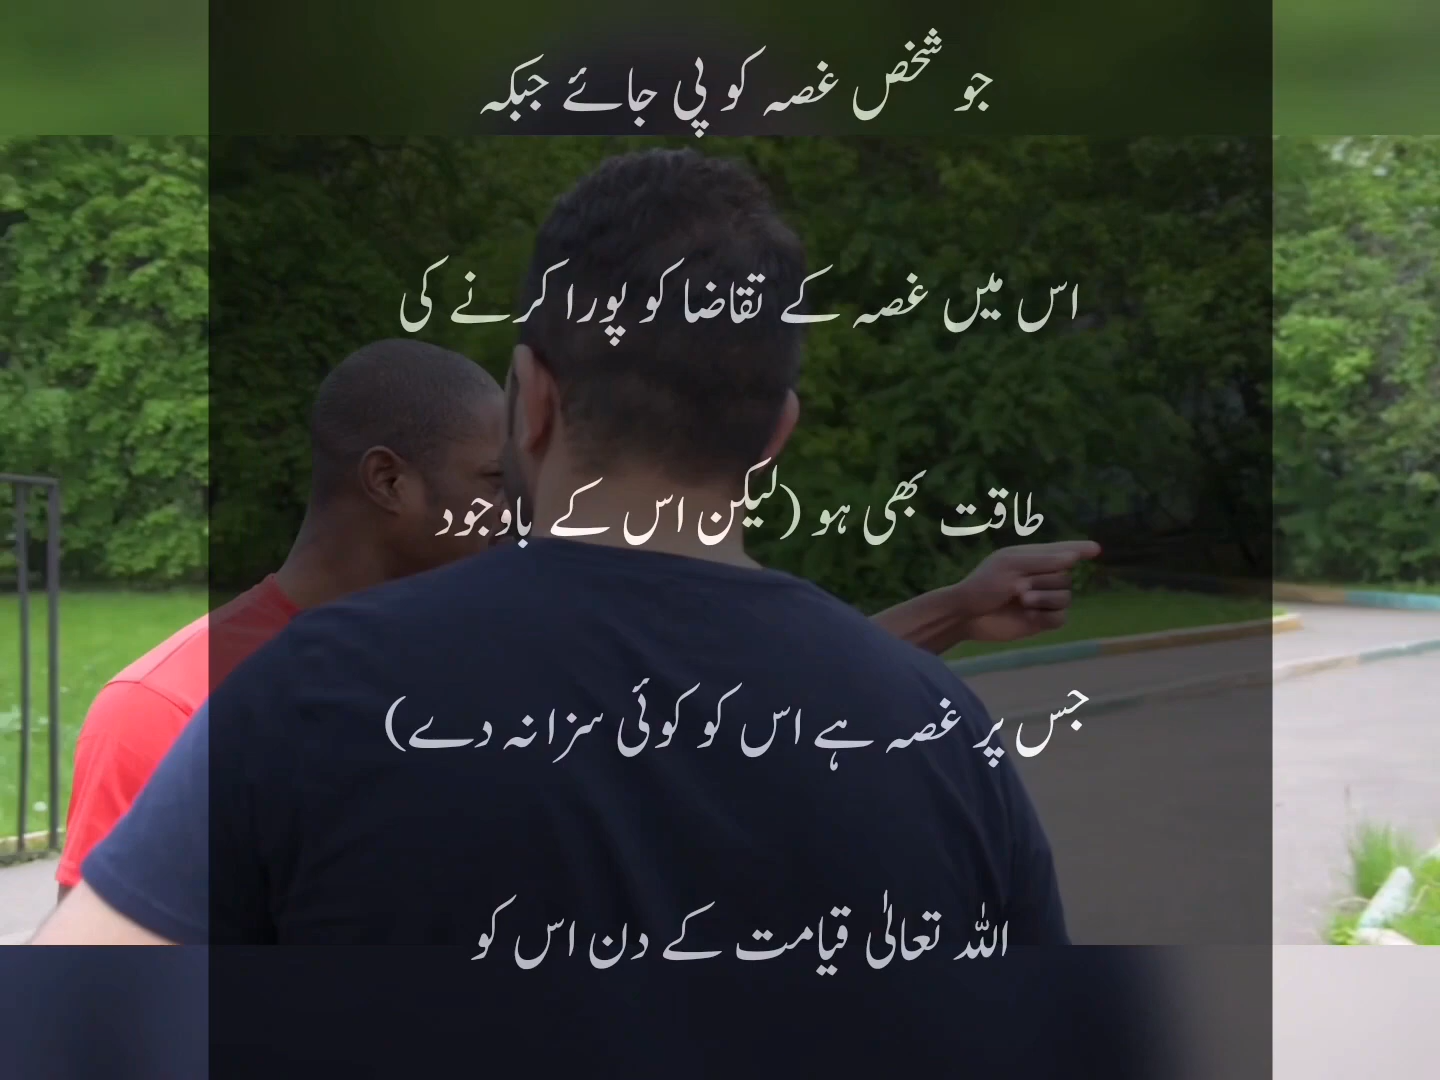 جو شخص غصہ کو پی جائے جبکہ
اس میں غصہ کے تقاضا کو پورا کرنے کی
طاقت بھی ہو (لیکن اس کے باوجود
جس پر غصہ ہے اس کو کوئی سزا نہ دے)
اللہ تعالٰی قیامت کے دن اس کو